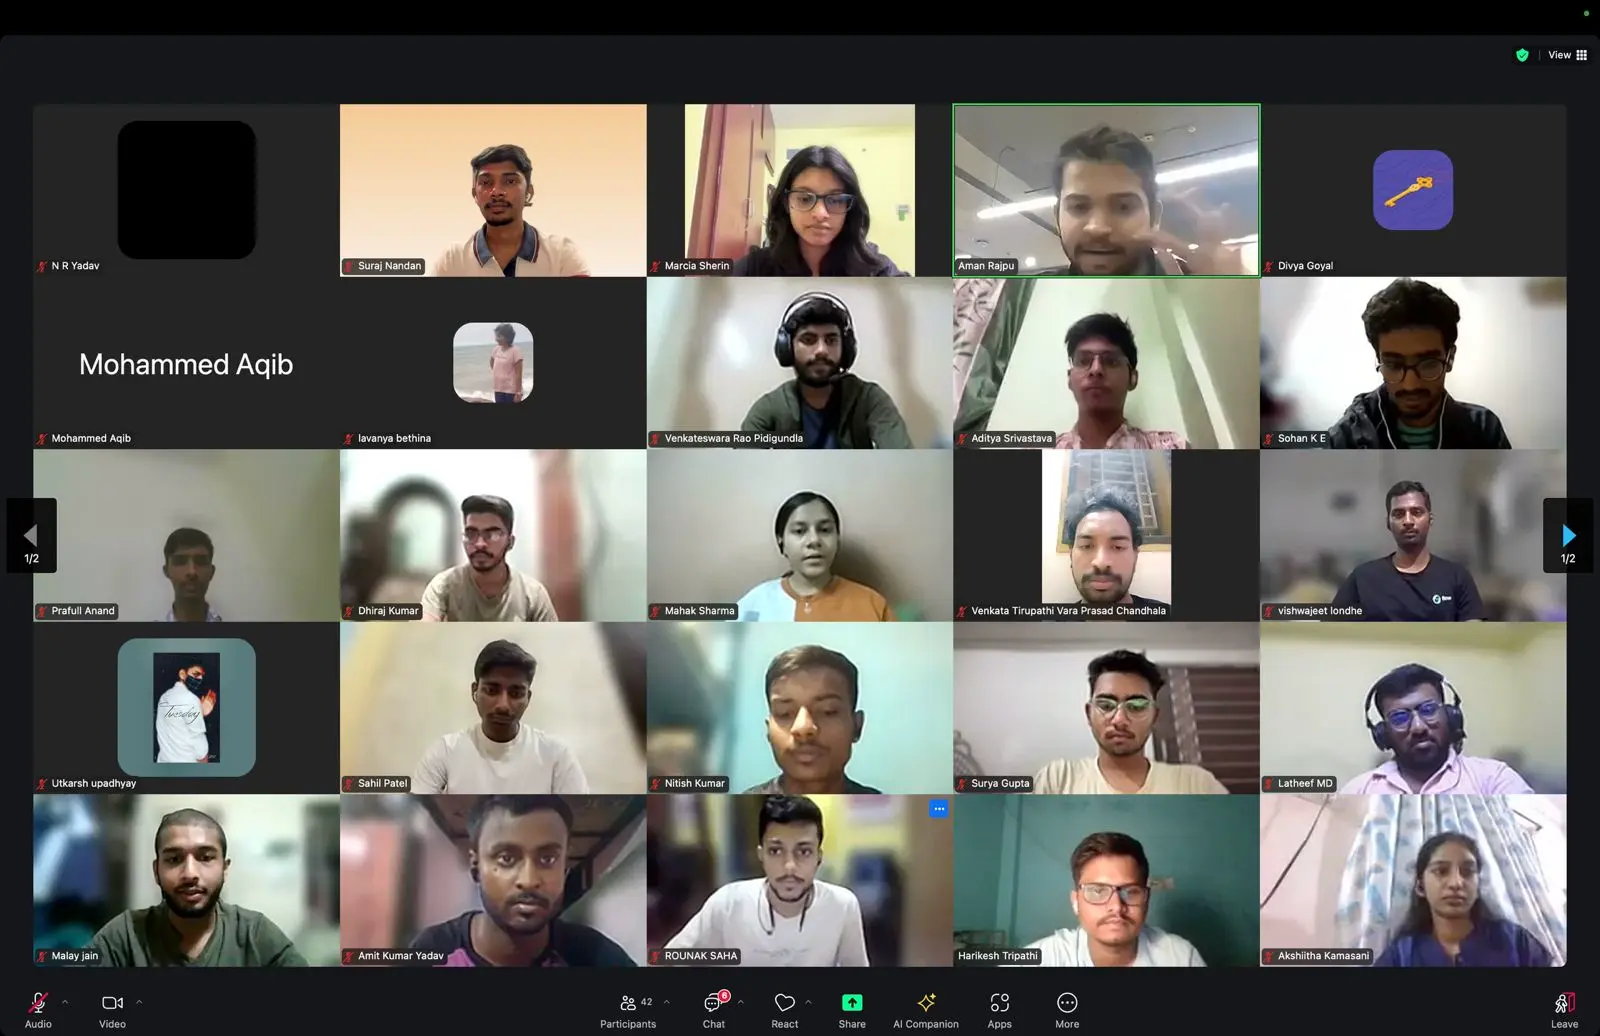 View
N R Yadav
Suraj Nandan
Marcia Sherin
Aman Rajpu
Divya Goyal
Mohammed Aqib
Mohammed Aqib
lavanya bethina
Venkateswara Rao Pidigundla
Aditya Srivastava
Sohan K E
1/2
1/2
Prafull Anand
Dhiraj Kumar
Mahak Sharma
Venkata Tirupathi Vara Prasad Chandhala
vishwajeet londhe
Tuesday
Utkarsh upadhyay
Sahil Patel
Nitish Kumar
Surya Gupta
Latheef MD
Malay jain
Amit Kumar Yadav
ROUNAK SAHA
Harikesh Tripathi
Akshiitha Kamasani
Audio
Video
42
Participants
6
Chat
React
Share
AI Companion
Apps
More
Leave